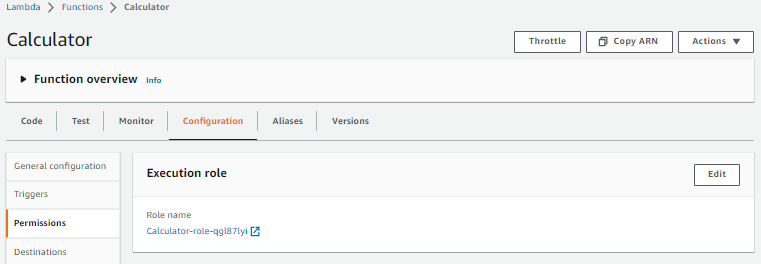 Lambda > Functions > Calculator
Calculator
Throttle
Copy ARN
Actions
Function overview Info
Code Test Monitor Configuration Aliases Versions
General configuration
Triggers
Permissions
Destinations
Execution role
Edit
Role name
Calculator-role-qgl87lyi